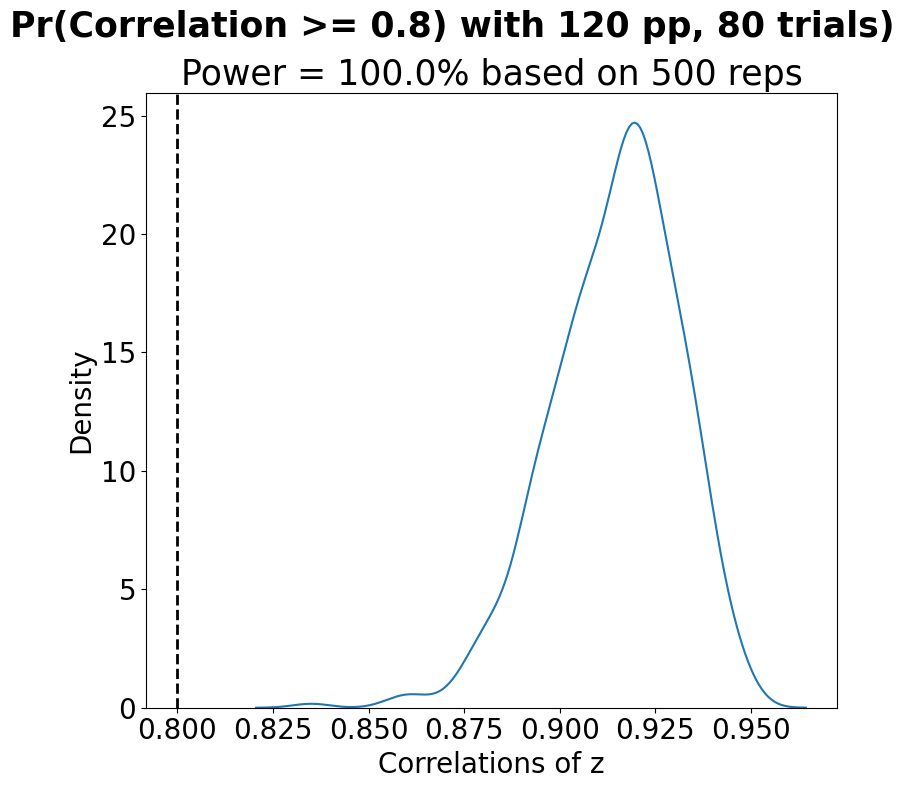 Pr(Correlation >= 0.8) with 120 pp, 80 trials)
Power = 100.0% based on 500 reps
25
20
15
10
5
0
Density
0.800 0.825 0.850 0.875 0.900 0.925 0.950
Correlations of z